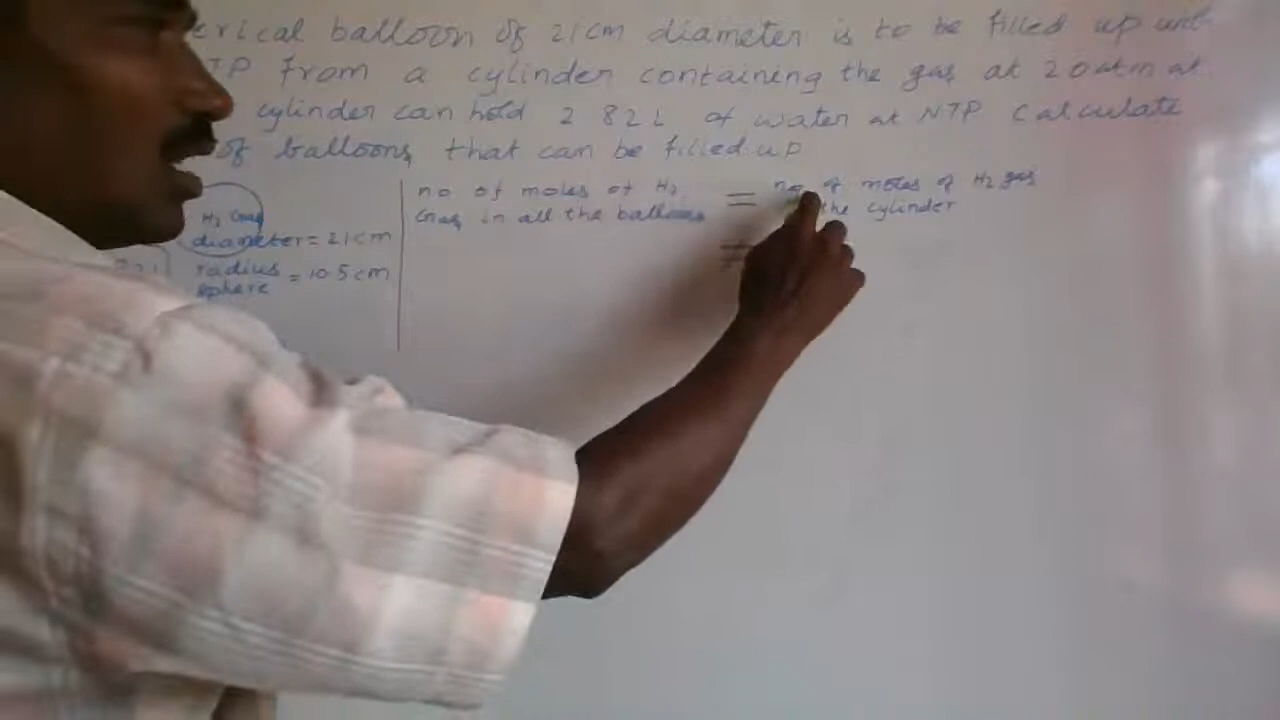 erical balloon of 21cm diameter is to be filled up with
TP from a cylinder containing the gas at 20atm at
cylinder can hold 2 82L of water at NTP Calculate
of balloons that can be filled up
no of moles of H2
Gas in all the balloons
=
no of moles of H2 gas
the cylinder
≠
H2 Gas
diameter = 21cm
radius
sphere
= 10 5cm